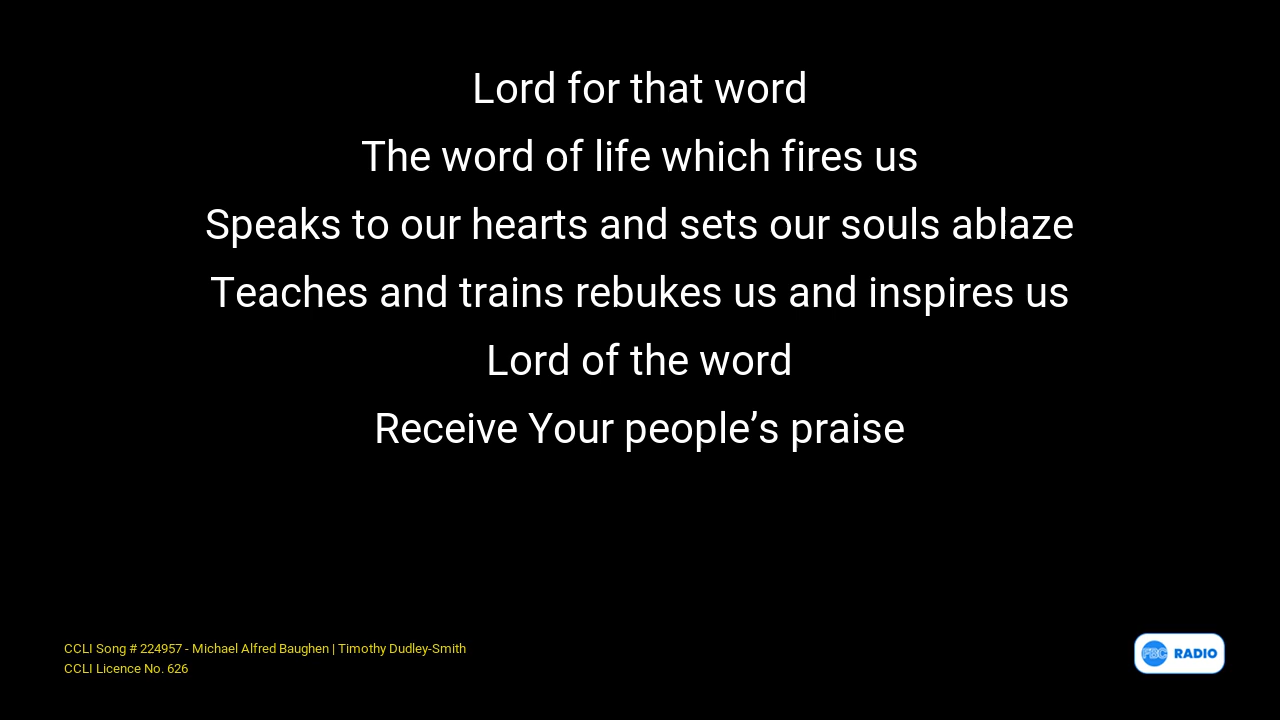 Lord for that word
The word of life which fires us
Speaks to our hearts and sets our souls ablaze
Teaches and trains rebukes us and inspires us
Lord of the word
Receive Your people’s praise
CCLI Song # 224957 - Michael Alfred Baughen | Timothy Dudley-Smith
CCLI Licence No. 626
FBC RADIO